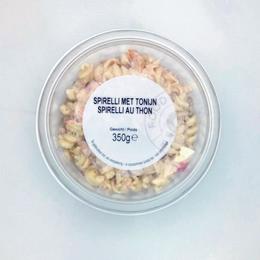 SPIRELLI MET TONIJN
SPIRELLI AU THON
Gewicht / Poids
350g℮